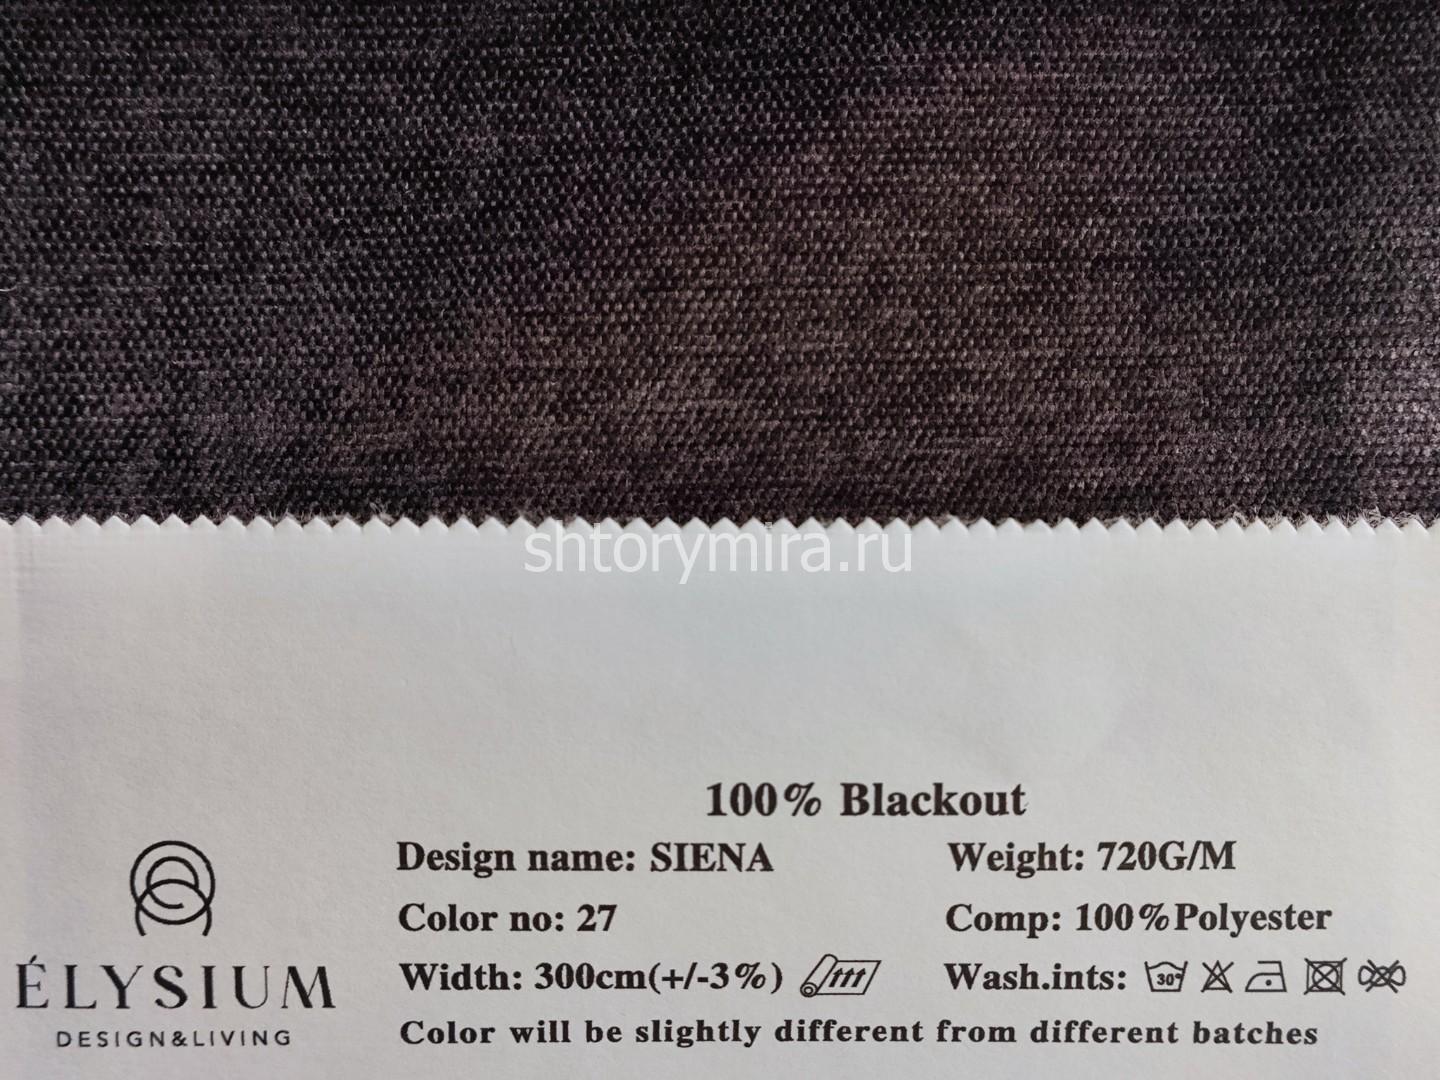 shtorymira.ru
100% Blackout
Design name: SIENA Weight: 720G/M
Color no: 27 Comp: 100%Polyester
Width: 300cm(+/-3%) Wash.ints: 30°
Color will be slightly different from different batches
ÉLYSIUM
DESIGN&LIVING